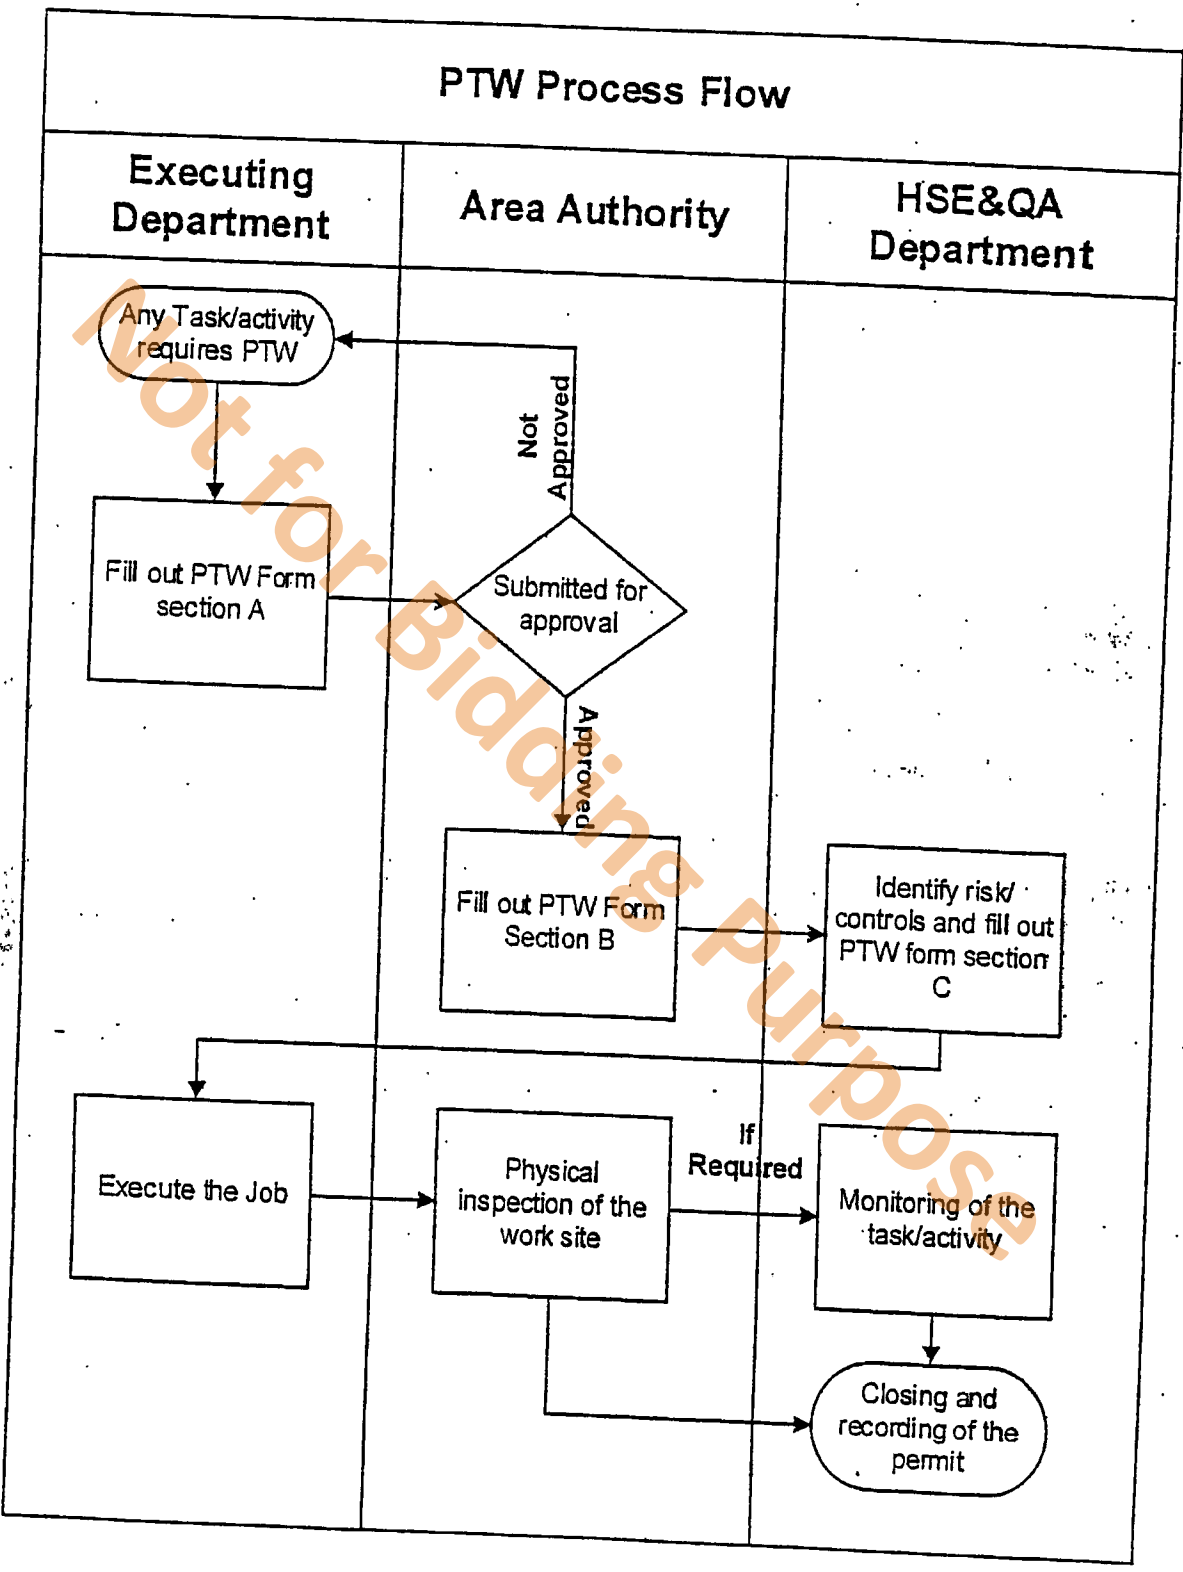 PTW Process Flow
Executing
Department
Area Authority
HSE&QA
Department
Any Task/activity
requires PTW
Not
Approved
Fill out PTW Form
section A
Submitted for
approval
Approved
Fill out PTW Form
Section B
Identify risk/
controls and fill out
PTW form section
C
Execute the Job
Physical
inspection of the
work site
If
Required
Monitoring of the
task/activity
Closing and
recording of the
permit
Not for Bidding Purpose